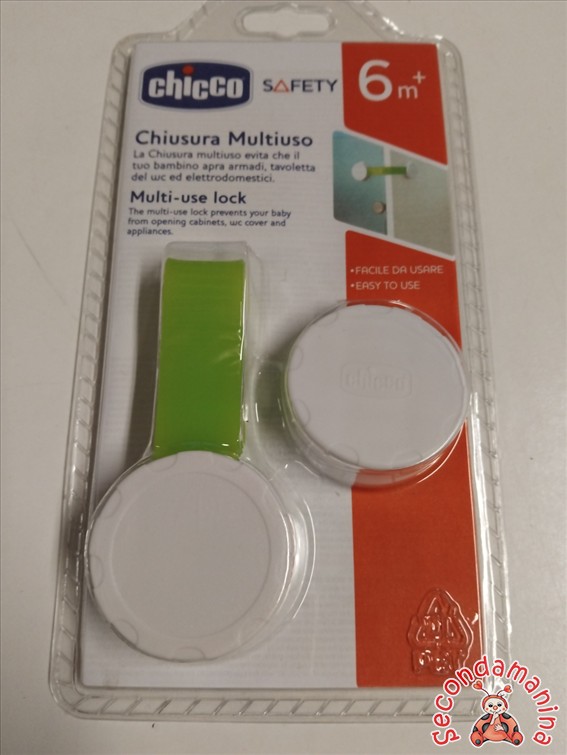 chicco
SAFETY
6m+
Chiusura Multiuso
La Chiusura multiuso evita che il
tuo bambino apra armadi, tavoletta
del wc ed elettrodomestici.
Multi-use lock
The multi-use lock prevents your baby
from opening cabinets, wc cover and
appliances.
• FACILE DA USARE
• EASY TO USE
chicco
secondamanina